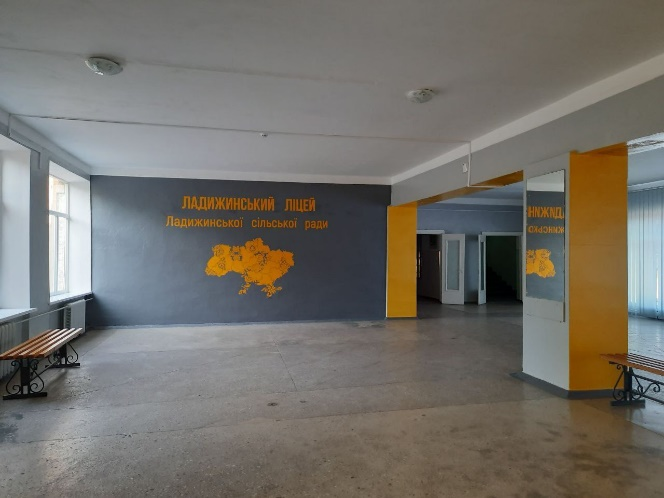 ЛАДИЖИНСЬКИЙ ЛІЦЕЙ
Ладижинської сільської ради